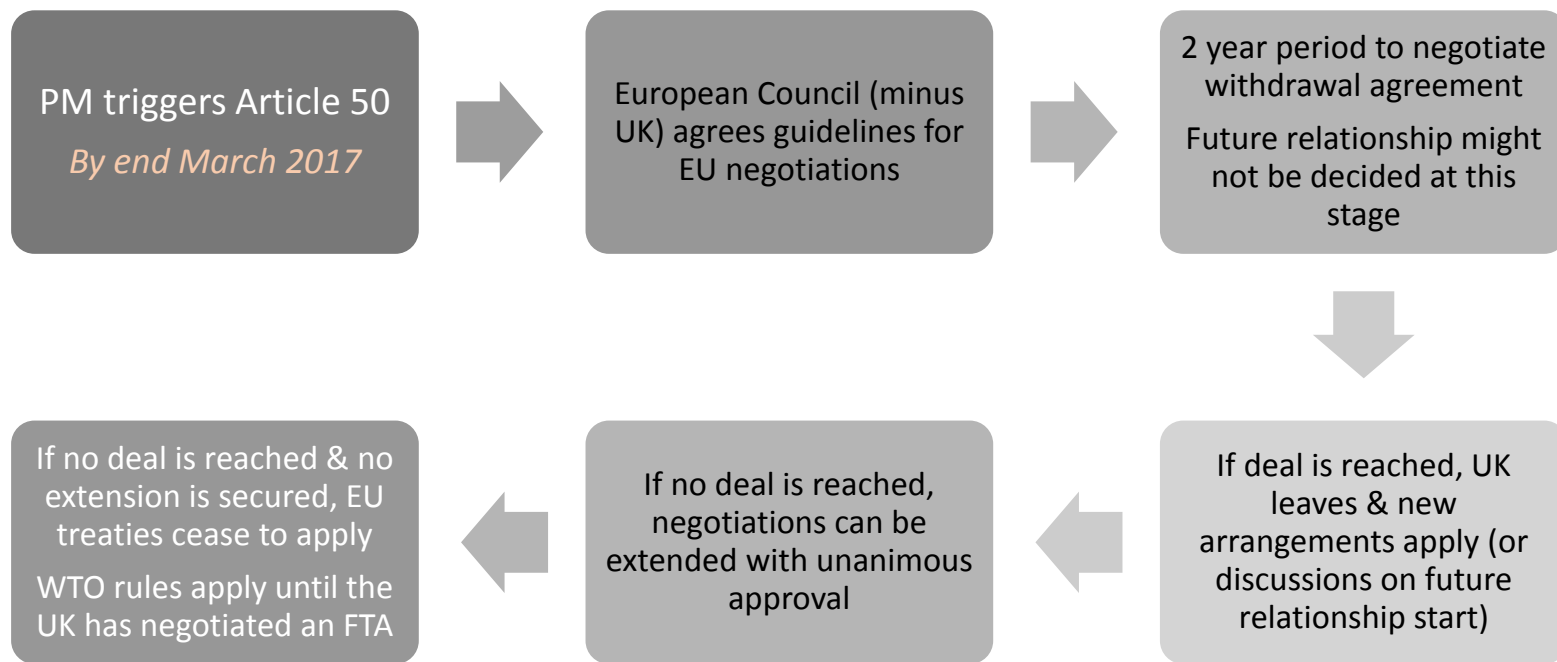 PM triggers Article 50
By end March 2017
European Council (minus
UK) agrees guidelines for
EU negotiations
2 year period to negotiate
withdrawal agreement
Future relationship might
not be decided at this
stage
If deal is reached, UK
leaves & new
arrangements apply (or
discussions on future
relationship start)
If no deal is reached,
negotiations can be
extended with unanimous
approval
If no deal is reached & no
extension is secured, EU
treaties cease to apply
WTO rules apply until the
UK has negotiated an FTA